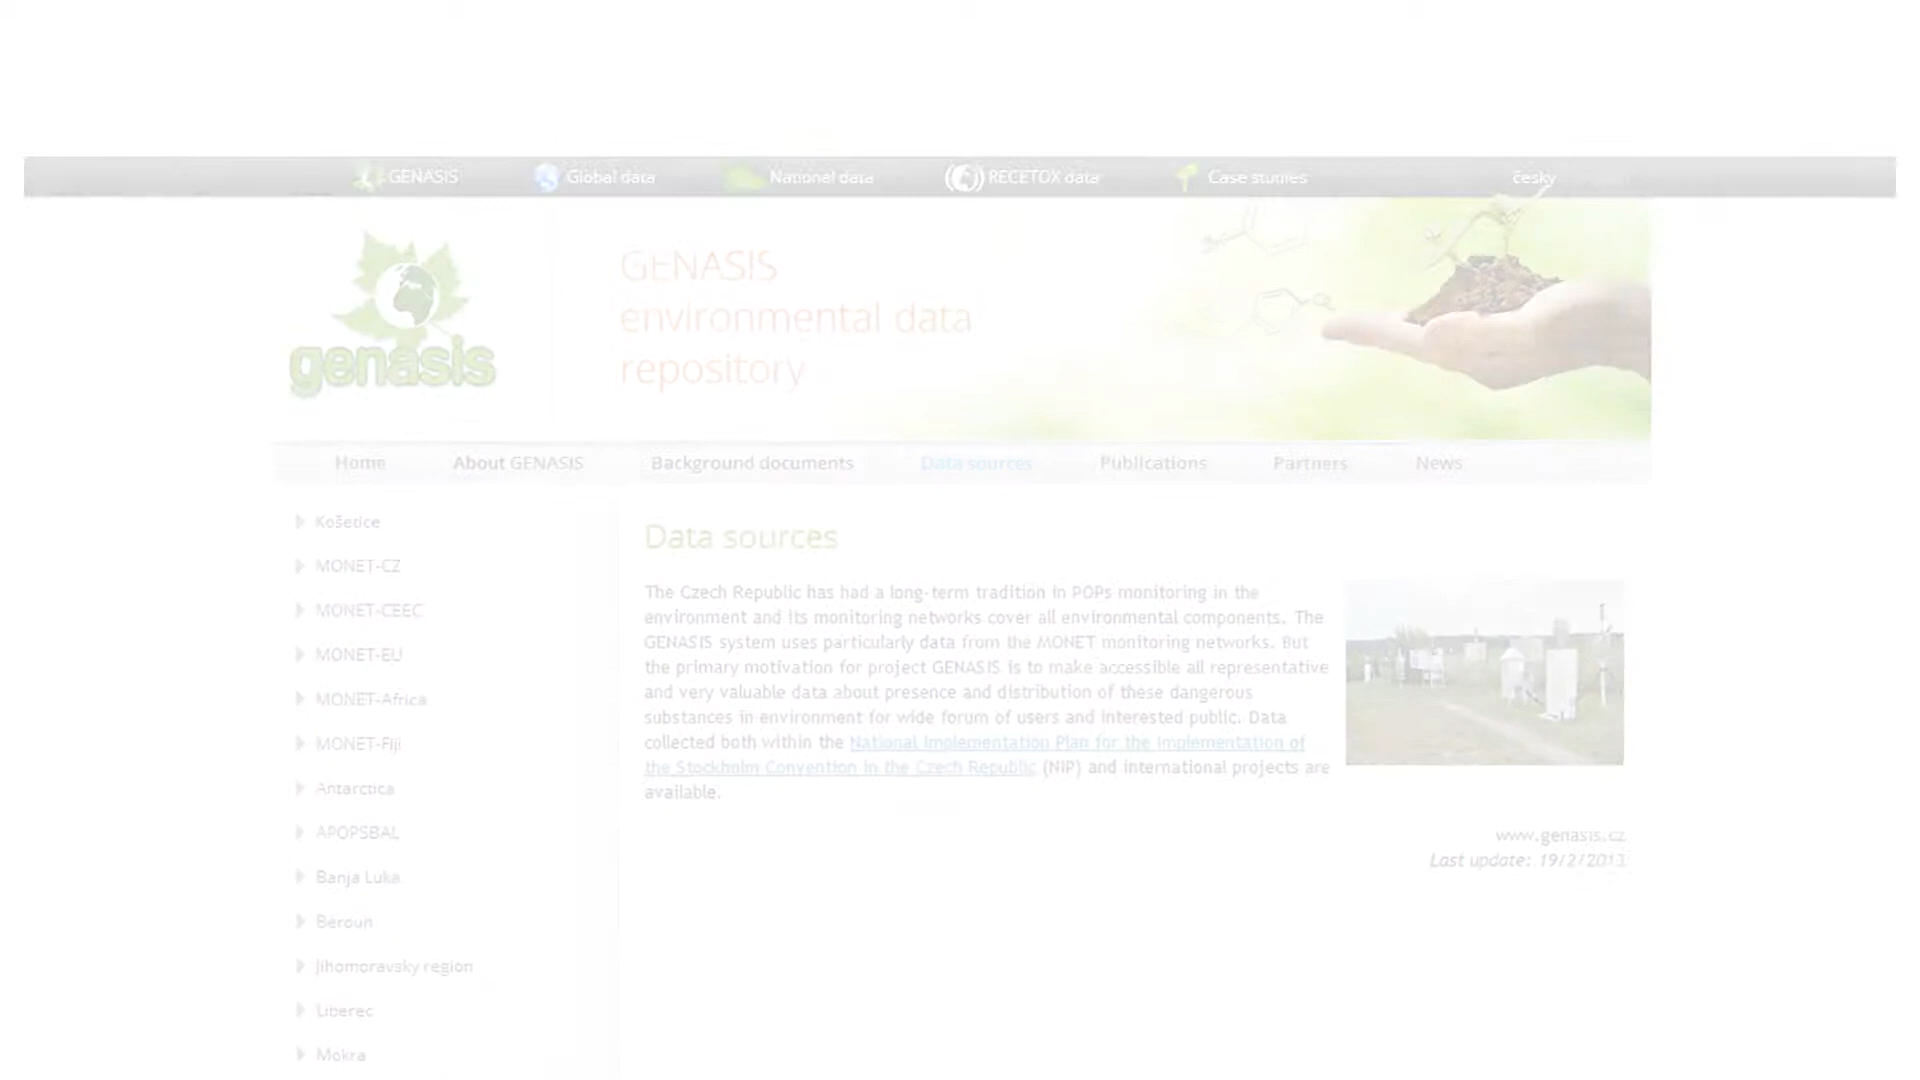 GENASIS Global data National data RECETOX data Case studies česky
genasis
GENASIS
environmental data
repository
Home About GENASIS Background documents Data sources Publications Partners News
Košetice
MONET-CZ
MONET-CEEC
MONET-EU
MONET-Africa
MONET-Fiji
Antarctica
APOPSBAL
Banja Luka
Beroun
Jihomoravsky region
Liberec
Mokra
Data sources
The Czech Republic has had a long-term tradition in POPs monitoring in the
environment and its monitoring networks cover all environmental components. The
GENASIS system uses particularly data from the MONET monitoring networks. But
the primary motivation for project GENASIS is to make accessible all representative
and very valuable data about presence and distribution of these dangerous
substances in environment for wide forum of users and interested public. Data
collected both within the National Implementation Plan for the Implementation of
the Stockholm Convention in the Czech Republic (NIP) and international projects are
available.
www.genasis.cz
Last update: 19/2/2013